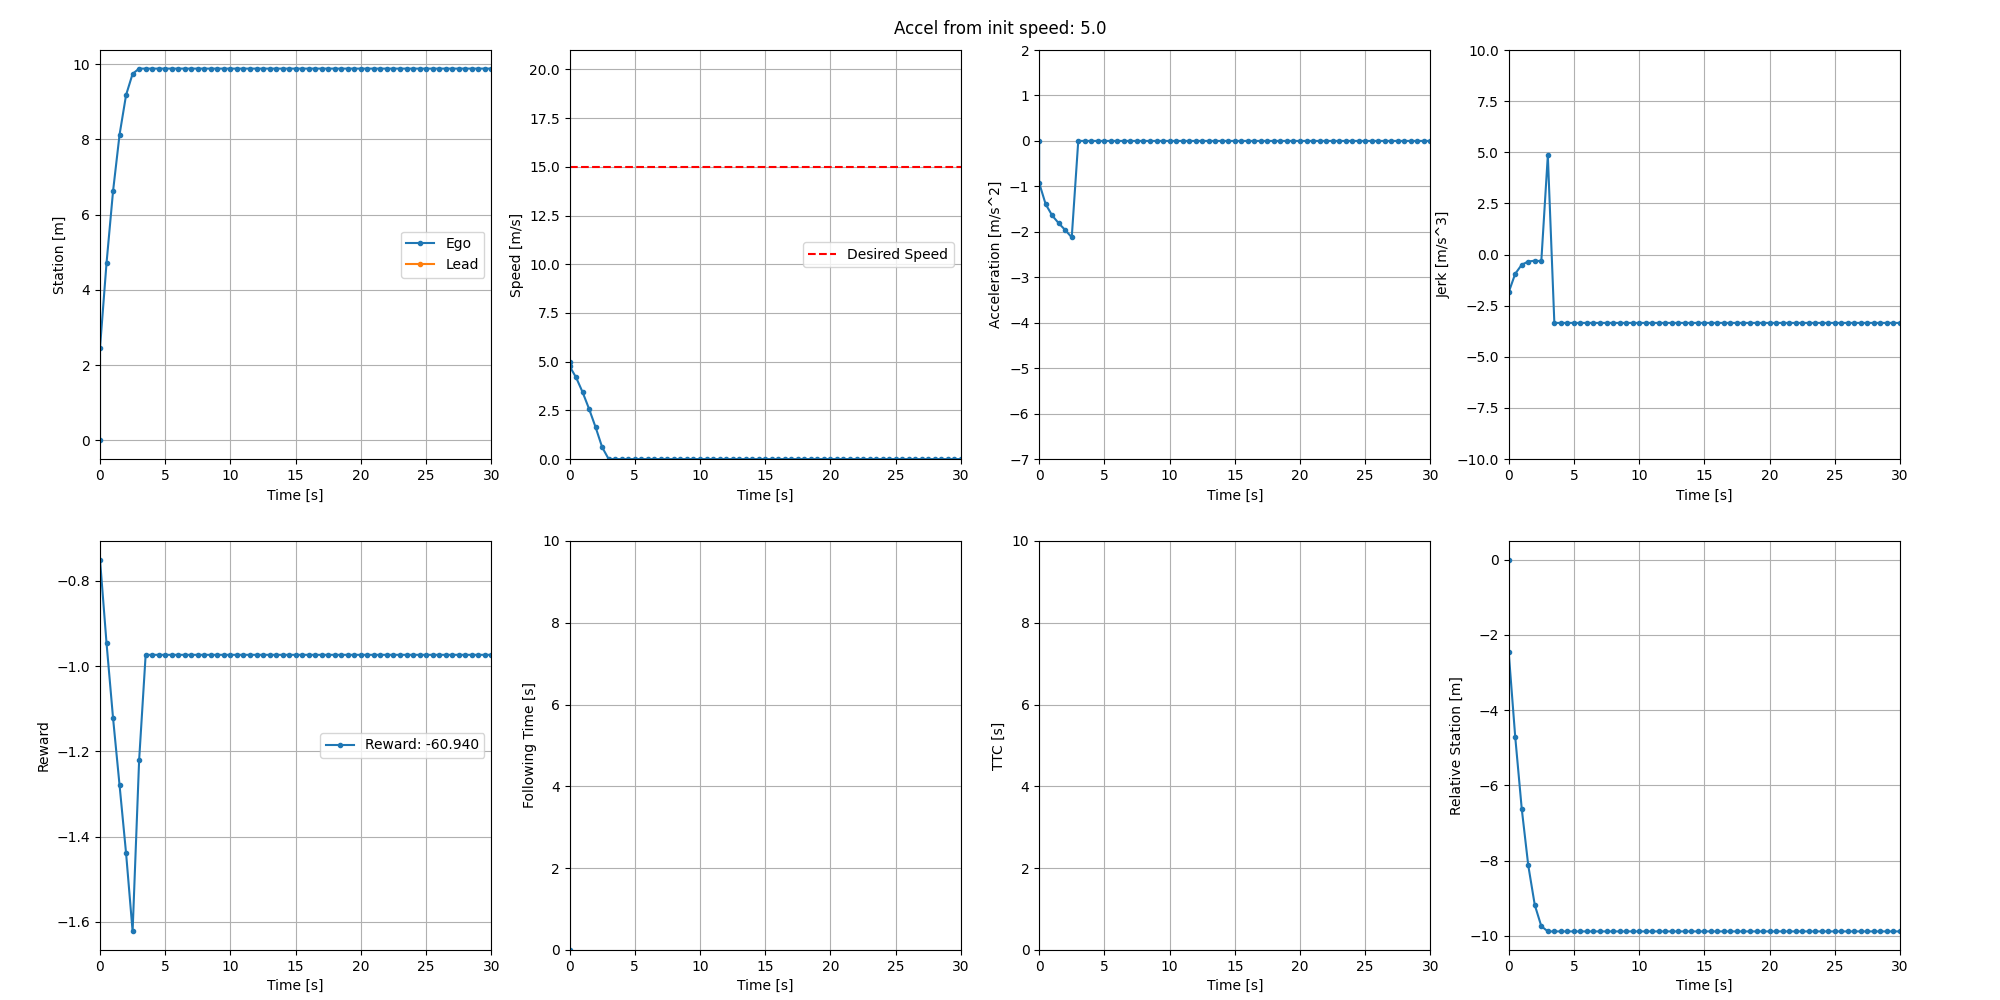 Accel from init speed: 5.0
10
8
6
4
2
0
Station [m]
Ego
Lead
0 5 10 15 20 25 30
Time [s]
20.0
17.5
15.0
12.5
10.0
7.5
5.0
2.5
0.0
Speed [m/s]
Desired Speed
0 5 10 15 20 25 30
Time [s]
2
1
0
−1
−2
−3
−4
−5
−6
−7
Acceleration [m/s^2]
0 5 10 15 20 25 30
Time [s]
10.0
7.5
5.0
2.5
0.0
−2.5
−5.0
−7.5
−10.0
Jerk [m/s^3]
0 5 10 15 20 25 30
Time [s]
−0.8
−1.0
−1.2
−1.4
−1.6
Reward
Reward: -60.940
0 5 10 15 20 25 30
Time [s]
10
8
6
4
2
0
Following Time [s]
0 5 10 15 20 25 30
Time [s]
10
8
6
4
2
0
TTC [s]
0 5 10 15 20 25 30
Time [s]
0
−2
−4
−6
−8
−10
Relative Station [m]
0 5 10 15 20 25 30
Time [s]